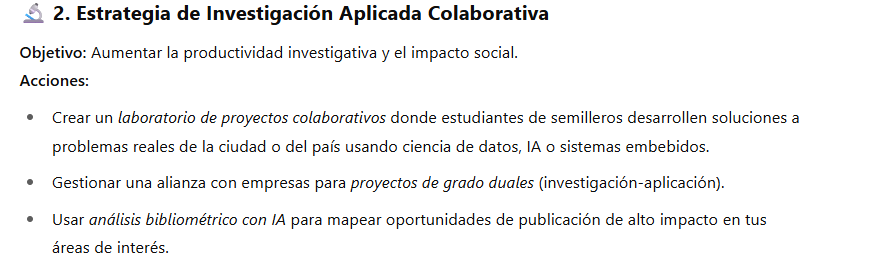 🔬 2. Estrategia de Investigación Aplicada Colaborativa
Objetivo: Aumentar la productividad investigativa y el impacto social.
Acciones:
• Crear un laboratorio de proyectos colaborativos donde estudiantes de semilleros desarrollen soluciones a
problemas reales de la ciudad o del país usando ciencia de datos, IA o sistemas embebidos.
• Gestionar una alianza con empresas para proyectos de grado duales (investigación-aplicación).
• Usar análisis bibliométrico con IA para mapear oportunidades de publicación de alto impacto en tus
áreas de interés.